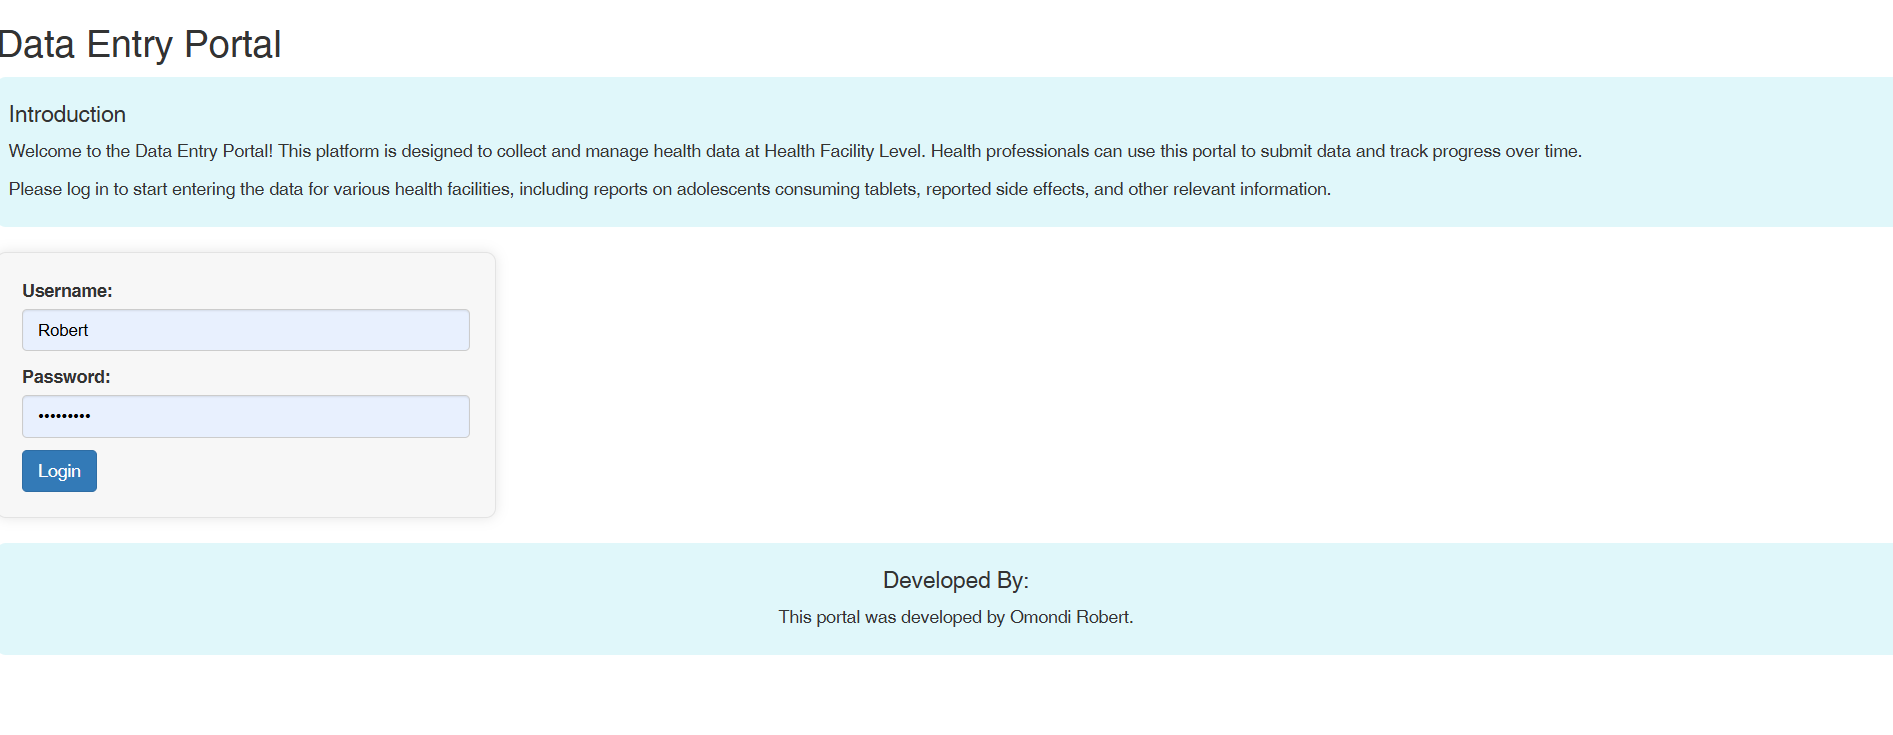 Data Entry Portal
Introduction
Welcome to the Data Entry Portal! This platform is designed to collect and manage health data at Health Facility Level. Health professionals can use this portal to submit data and track progress over time.
Please log in to start entering the data for various health facilities, including reports on adolescents consuming tablets, reported side effects, and other relevant information.
Username:
Robert
Password:
•••••••••
Login
Developed By:
This portal was developed by Omondi Robert.